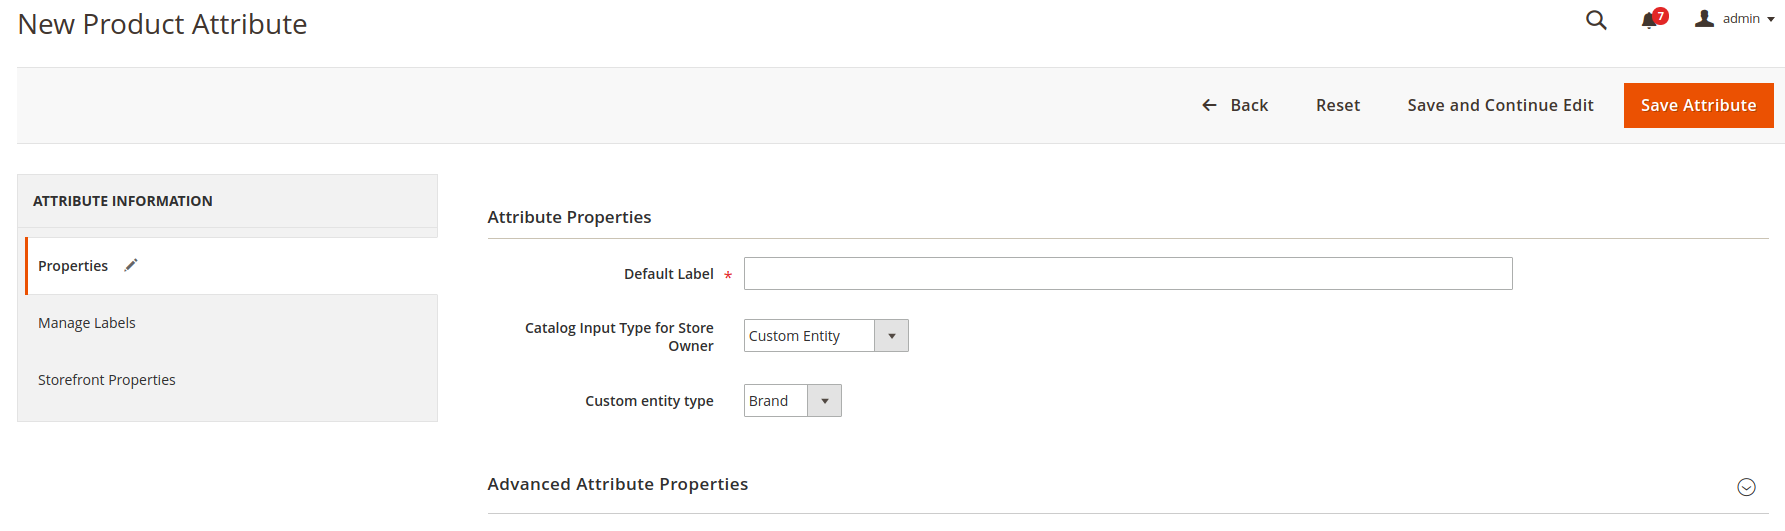 New Product Attribute
7
admin
Back
Reset
Save and Continue Edit
Save Attribute
ATTRIBUTE INFORMATION
Properties
Manage Labels
Storefront Properties
Attribute Properties
Default Label *
Catalog Input Type for Store
Owner
Custom Entity
Custom entity type
Brand
Advanced Attribute Properties